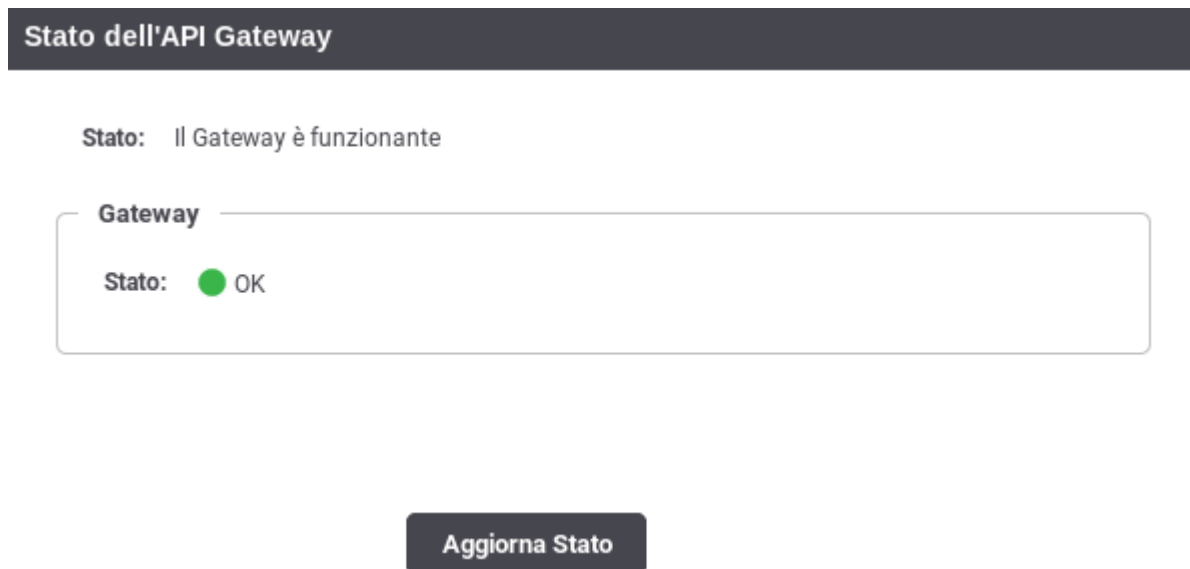 Stato dell'API Gateway
Stato: Il Gateway è funzionante
Gateway
Stato: OK
Aggiorna Stato